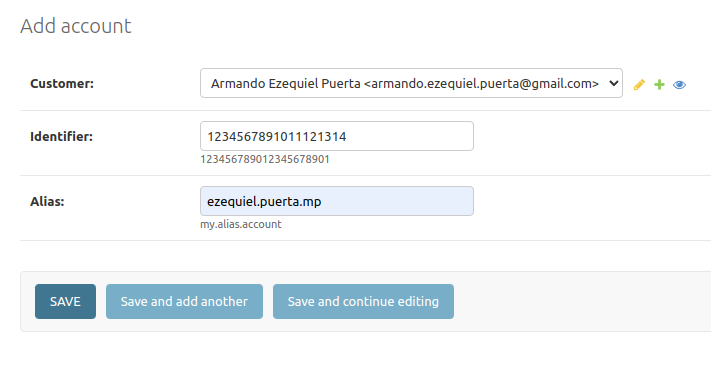 Add account
Customer: Armando Ezequiel Puerta <armando.ezequiel.puerta@gmail.com>
Identifier: 1234567891011121314
123456789012345678901
Alias: ezequiel.puerta.mp
my.alias.account
SAVE Save and add another Save and continue editing